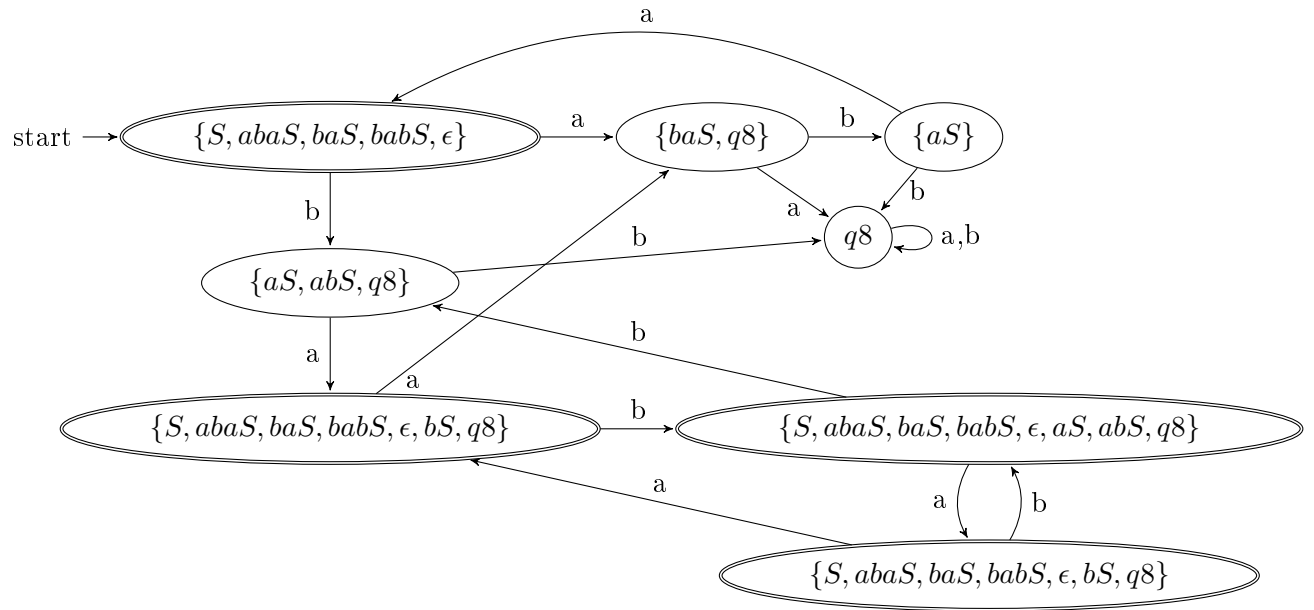 a
start
{S, abaS, baS, babS, ϵ}
a
{baS, q8}
b
{aS}
b
a
b
q8
a,b
b
{aS, abS, q8}
b
a
a
{S, abaS, baS, babS, ϵ, bS, q8}
b
{S, abaS, baS, babS, ϵ, aS, abS, q8}
a
a
b
{S, abaS, baS, babS, ϵ, bS, q8}